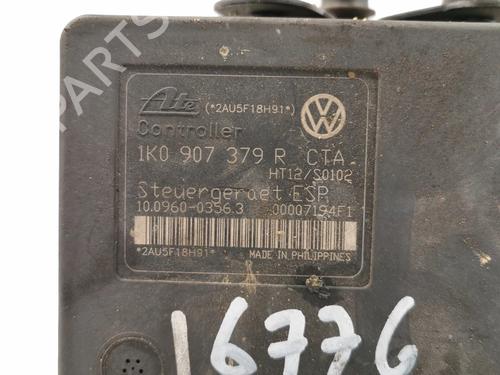 Ate (*2AU5F18H91*)
Controller
1K0 907 379 R CTA
HT12/S0102
Steuergeraet ESP
10.0960-0356.3 00007194F1
*2AU5F18H91*
MADE IN PHILIPPINES
16776